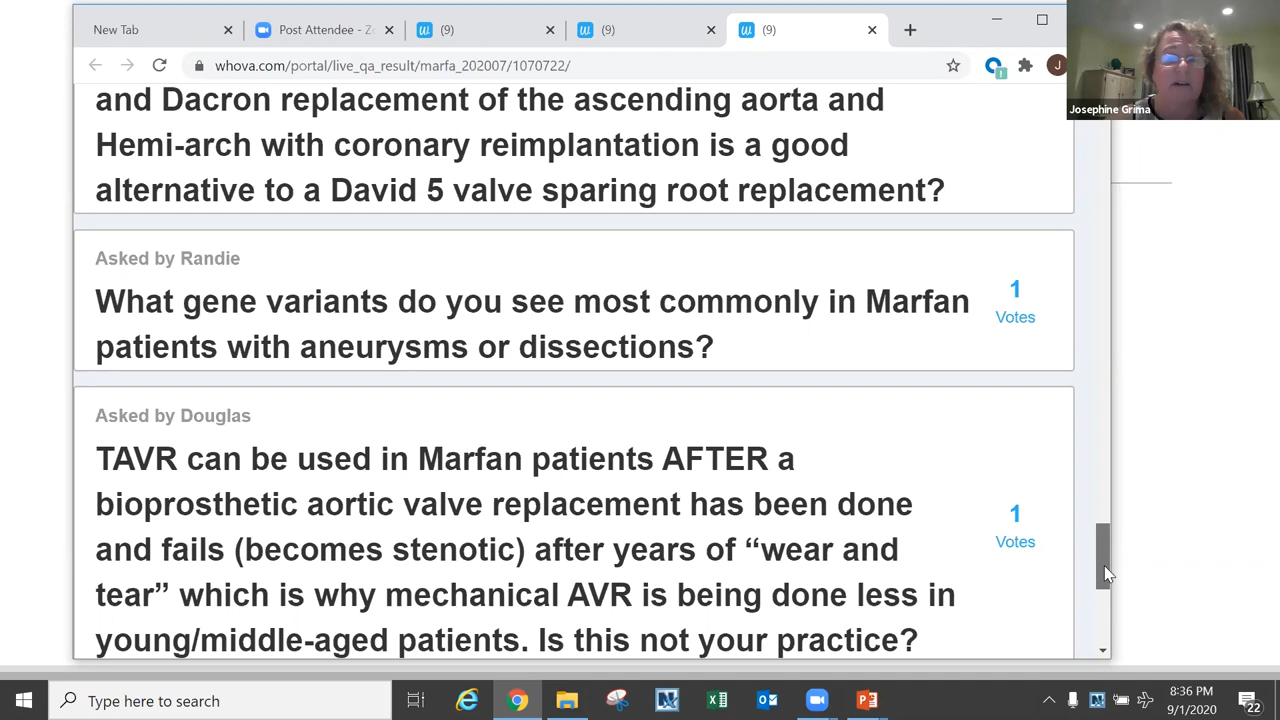 New Tab
Post Attendee - Z
(9)
(9)
(9)
whova.com/portal/live_qa_result/marfa_202007/1070722/
J
Josephine Grima
and Dacron replacement of the ascending aorta and
Hemi-arch with coronary reimplantation is a good
alternative to a David 5 valve sparing root replacement?
Asked by Randie
What gene variants do you see most commonly in Marfan
patients with aneurysms or dissections?
1
Votes
Asked by Douglas
TAVR can be used in Marfan patients AFTER a
bioprosthetic aortic valve replacement has been done
and fails (becomes stenotic) after years of “wear and
tear” which is why mechanical AVR is being done less in
young/middle-aged patients. Is this not your practice?
1
Votes
Type here to search
8:36 PM
9/1/2020
22